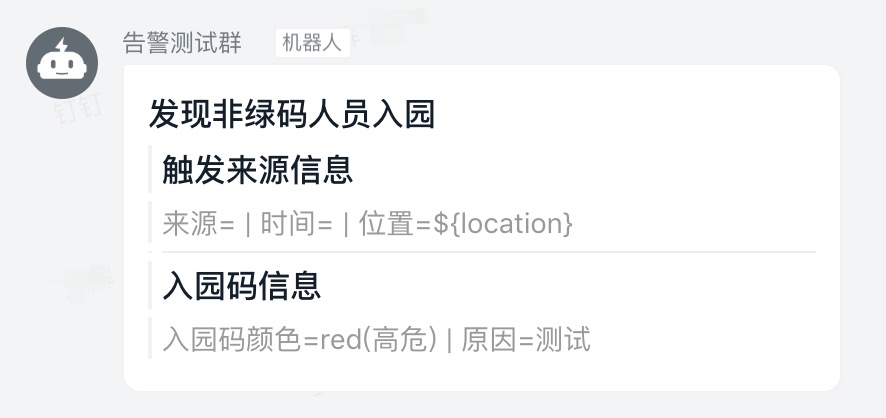 告警测试群 机器人
发现非绿码人员入园
触发来源信息
来源= | 时间= | 位置=${location}
入园码信息
入园码颜色=red(高危) | 原因=测试
钉钉